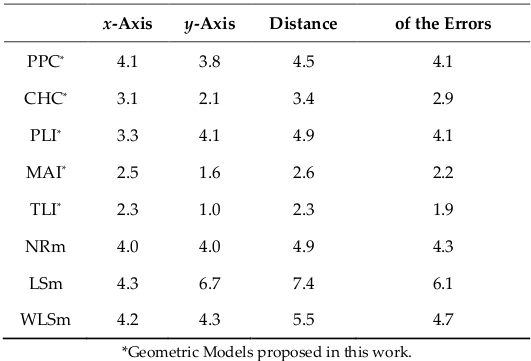 x-Axis y-Axis Distance of the Errors
PPC* 4.1 3.8 4.5 4.1
CHC* 3.1 2.1 3.4 2.9
PLI* 3.3 4.1 4.9 4.1
MAI* 2.5 1.6 2.6 2.2
TLI* 2.3 1.0 2.3 1.9
NRm 4.0 4.0 4.9 4.3
LSm 4.3 6.7 7.4 6.1
WLSm 4.2 4.3 5.5 4.7
*Geometric Models proposed in this work.